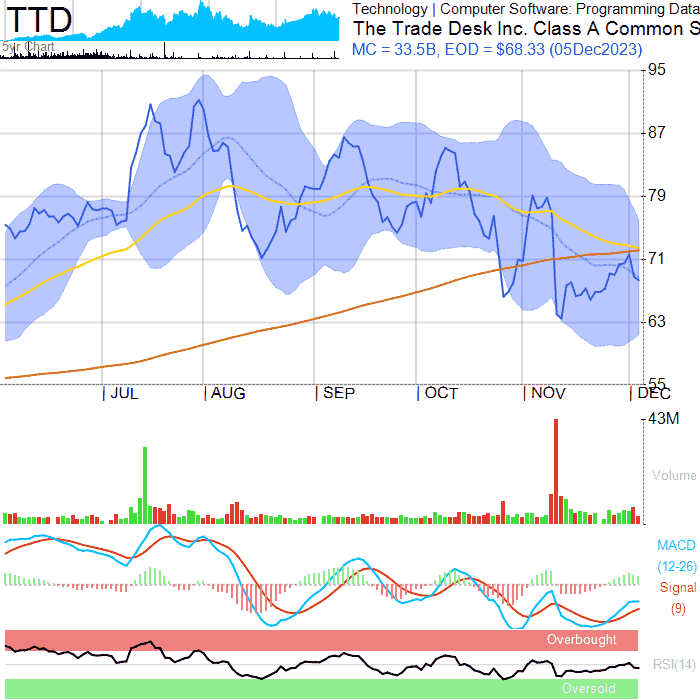 TTD
5yr Chart
Technology | Computer Software: Programming Data
The Trade Desk Inc. Class A Common S
MC = 33.5B, EOD = $68.33 (05Dec2023)
95
87
79
71
63
55
JUL AUG SEP OCT NOV DEC
43M
Volume
MACD
(12-26)
Signal
(9)
Overbought
RSI(14)
Oversold